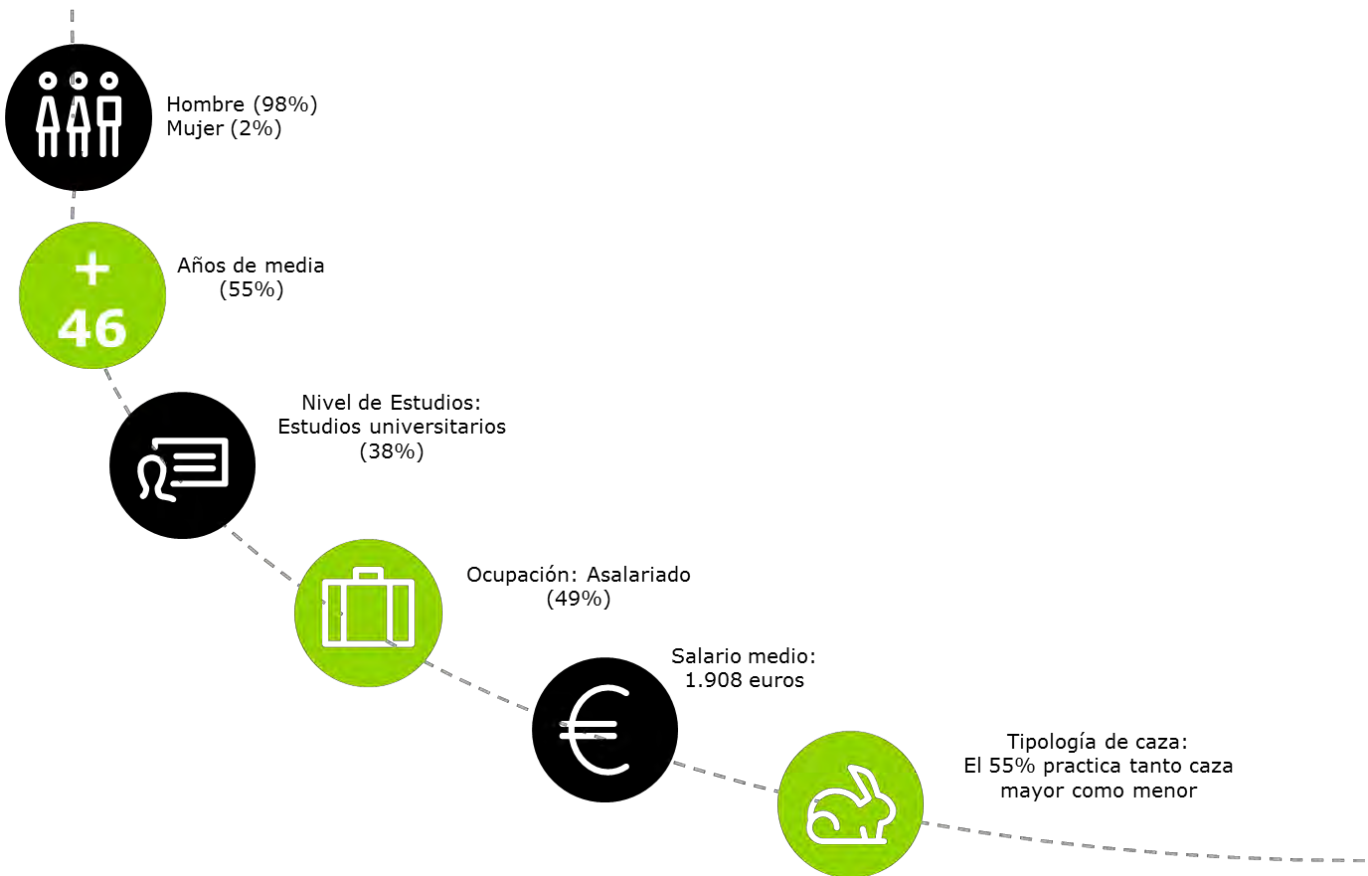 Hombre (98%)
Mujer (2%)
+
46
Años de media
(55%)
Nivel de Estudios:
Estudios universitarios
(38%)
Ocupación: Asalariado
(49%)
Salario medio:
1.908 euros
Tipología de caza:
El 55% practica tanto caza
mayor como menor